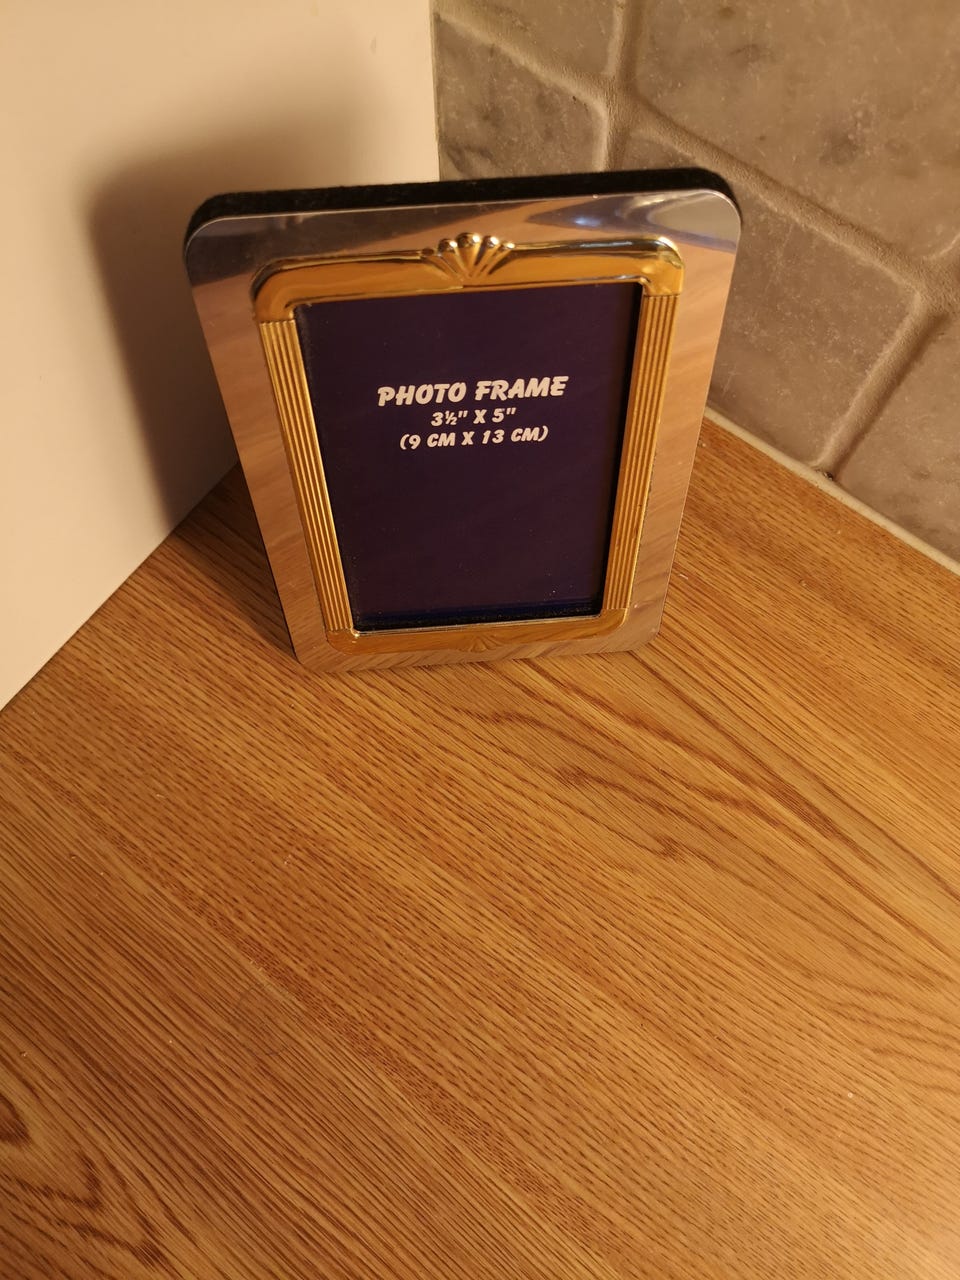 PHOTO FRAME
3½" X 5"
(9 CM X 13 CM)